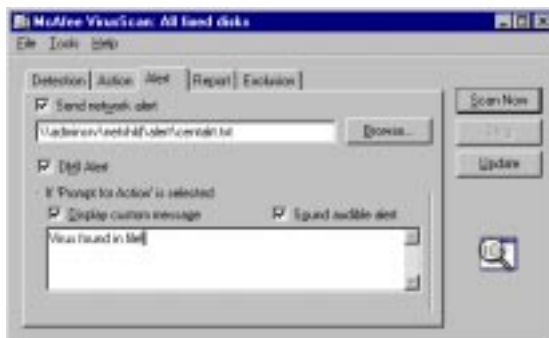 McAfee VirusScan: All fixed disks
File Tools Help
Detection Action Alert Report Exclusion
Send network alert
Browse...
DMI Alert
If 'Prompt for Action' is selected
Display custom message
Sound audible alert
Virus found in file!
Scan Now
Stop
Update